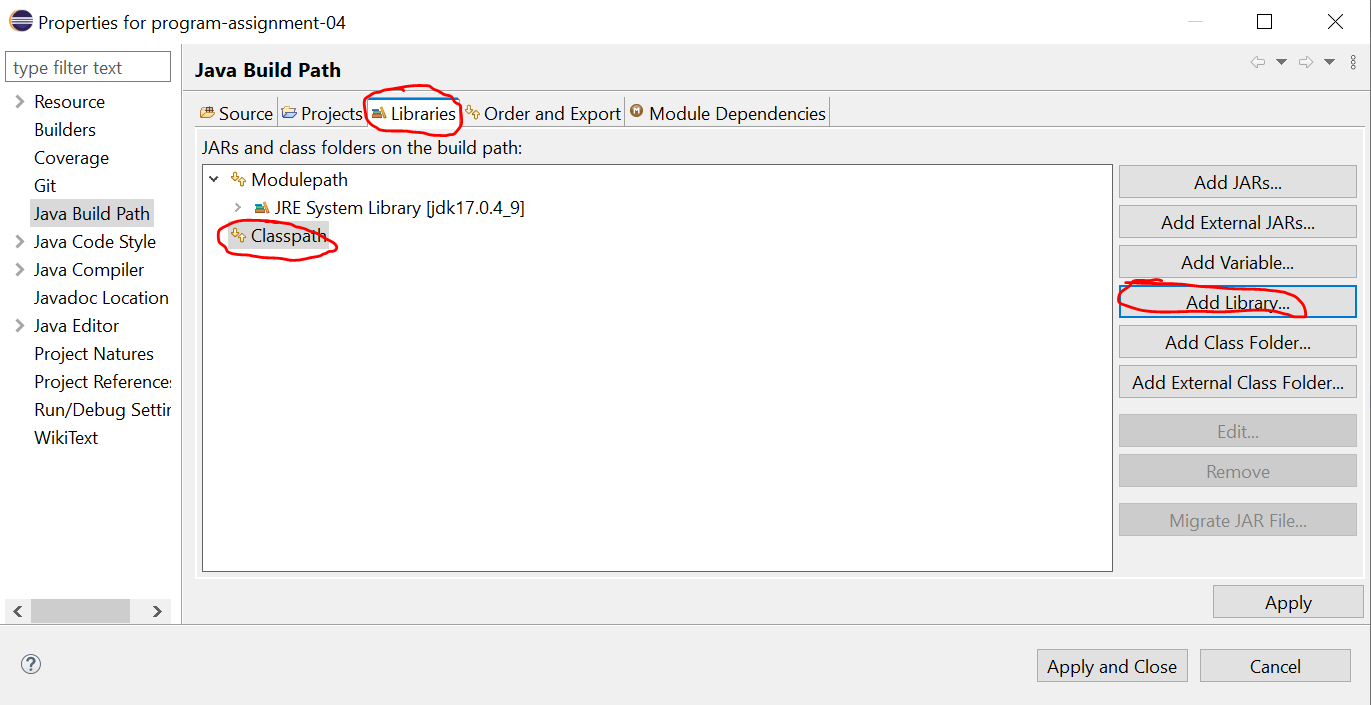 Properties for program-assignment-04
type filter text
Resource
Builders
Coverage
Git
Java Build Path
Java Code Style
Java Compiler
Javadoc Location
Java Editor
Project Natures
Project References
Run/Debug Settin
WikiText
Java Build Path
Source Projects Libraries Order and Export Module Dependencies
JARs and class folders on the build path:
Modulepath
JRE System Library [jdk17.0.4_9]
Classpath
Add JARs...
Add External JARs...
Add Variable...
Add Library...
Add Class Folder...
Add External Class Folder...
Edit...
Remove
Migrate JAR File...
Apply
Apply and Close Cancel